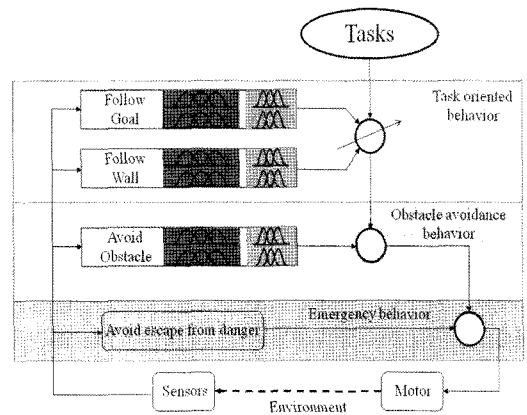 Tasks
Follow
Goal
Task oriented
behavior
Follow
Wall
Avoid
Obstacle
Obstacle avoidance
behavior
Emergency behavior
Avoid escape from danger
Sensors
Motor
Environment